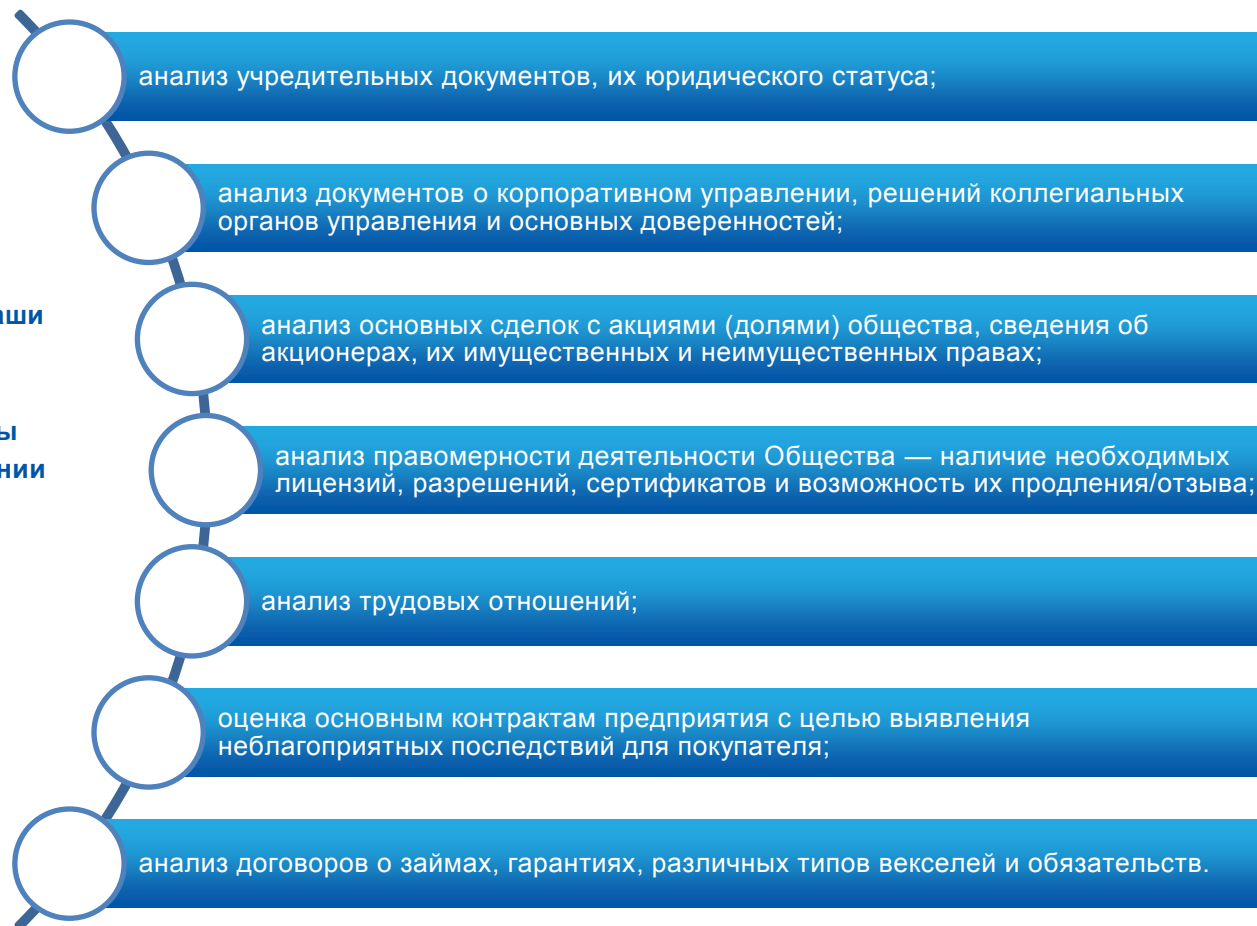 анализ учредительных документов, их юридического статуса;
анализ документов о корпоративном управлении, решений коллегиальных
органов управления и основных доверенностей;
анализ основных сделок с акциями (долями) общества, сведения об
акционерах, их имущественных и неимущественных правах;
анализ правомерности деятельности Общества — наличие необходимых
лицензий, разрешений, сертификатов и возможность их продления/отзыва;
анализ трудовых отношений;
оценка основным контрактам предприятия с целью выявления
неблагоприятных последствий для покупателя;
анализ договоров о займах, гарантиях, различных типов векселей и обязательств.